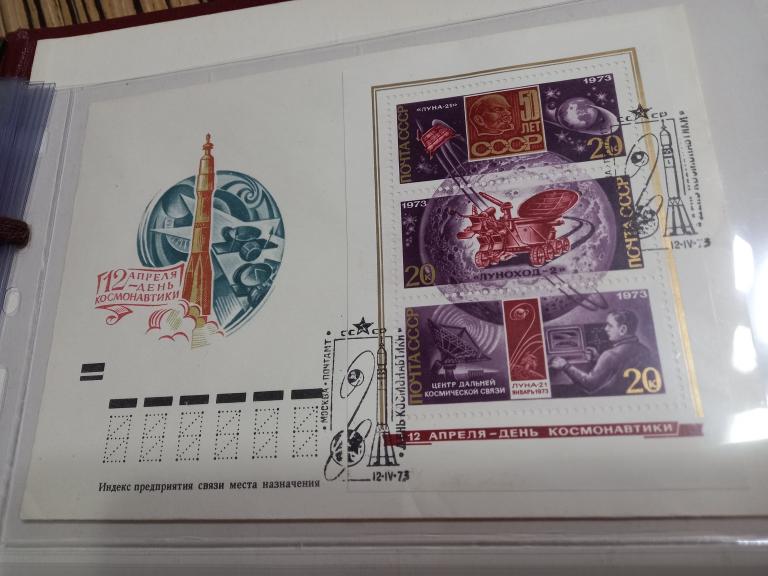 12 АПРЕЛЯ
-ДЕНЬ
КОСМОНАВТИКИ
Индекс предприятия связи места назначения
1973
«ЛУНА-21»
50
ЛЕТ
СССР
ПОЧТА СССР
20к
1973
ПОЧТА СССР
20к
«ЛУНОХОД-2»
1973
ПОЧТА СССР
ЦЕНТР ДАЛЬНЕЙ
КОСМИЧЕСКОЙ СВЯЗИ
ЛУНА-21
ЯНВАРЬ 1973
20к
12 АПРЕЛЯ-ДЕНЬ КОСМОНАВТИКИ
СССР
• МОСКВА • ПОЧТАМТ •
ДЕНЬ КОСМОНАВТИКИ •
12·IV·73
СССР
ДЕНЬ КОСМОНАВТИКИ •
12·IV·73